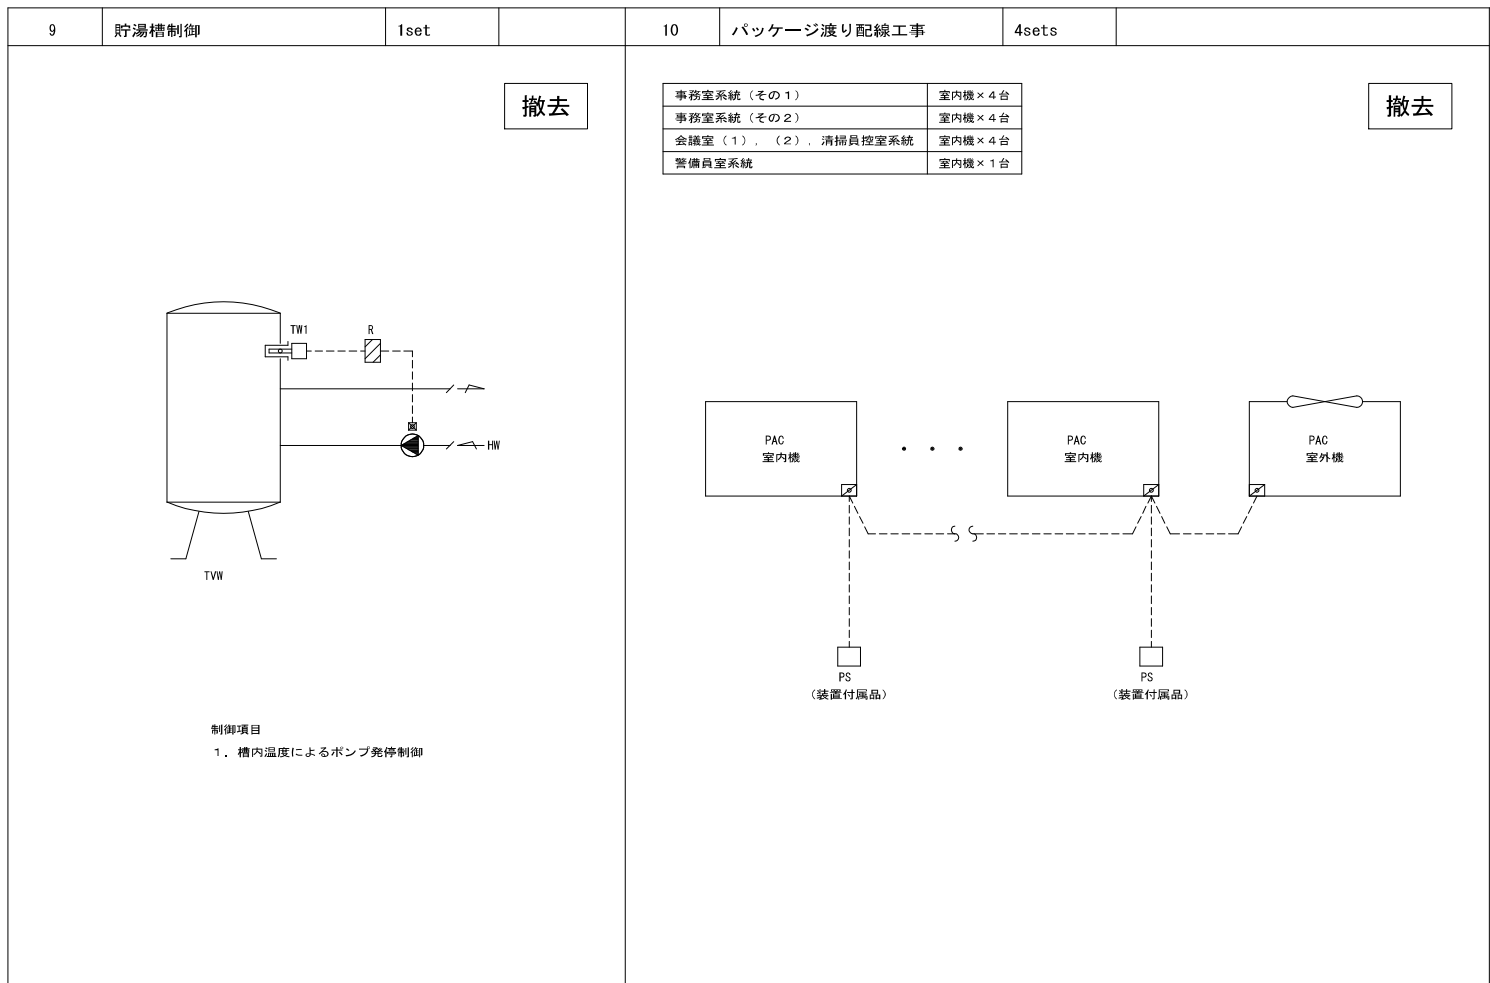 9 貯湯槽制御 1set
撤去
TW1 R
HW
TVW
制御項目
1. 槽内温度によるポンプ発停制御
10 パッケージ渡り配線工事 4sets
撤去
事務室系統（その1） 室内機×4台
事務室系統（その2） 室内機×4台
会議室（1），（2），清掃員控室系統 室内機×4台
警備員室系統 室内機×1台
PAC
室内機
・・・
PAC
室内機
PAC
室外機
PS
（装置付属品）
PS
（装置付属品）